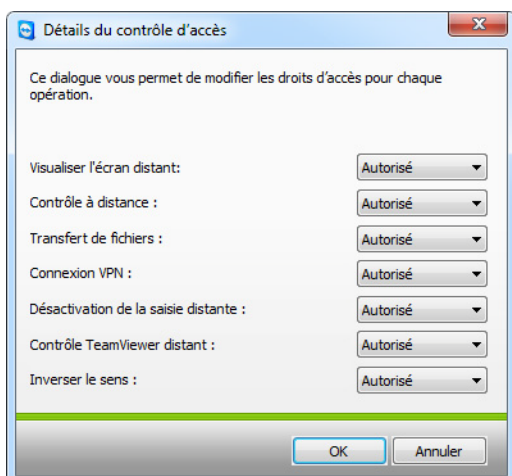 Détails du contrôle d'accès
Ce dialogue vous permet de modifier les droits d'accès pour chaque
opération.
Visualiser l'écran distant: Autorisé
Contrôle à distance : Autorisé
Transfert de fichiers : Autorisé
Connexion VPN : Autorisé
Désactivation de la saisie distante : Autorisé
Contrôle TeamViewer distant : Autorisé
Inverser le sens : Autorisé
OK Annuler